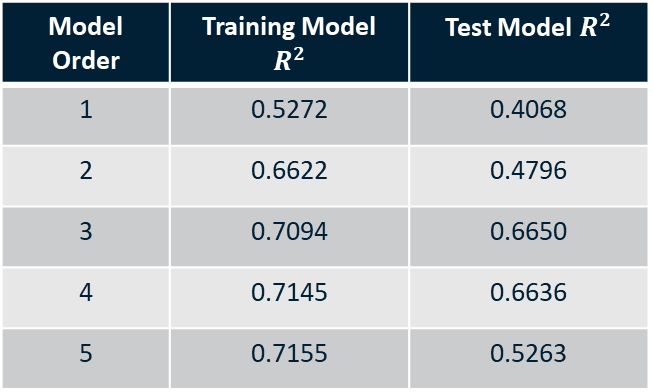 Model Order Training Model R² Test Model R²
1 0.5272 0.4068
2 0.6622 0.4796
3 0.7094 0.6650
4 0.7145 0.6636
5 0.7155 0.5263